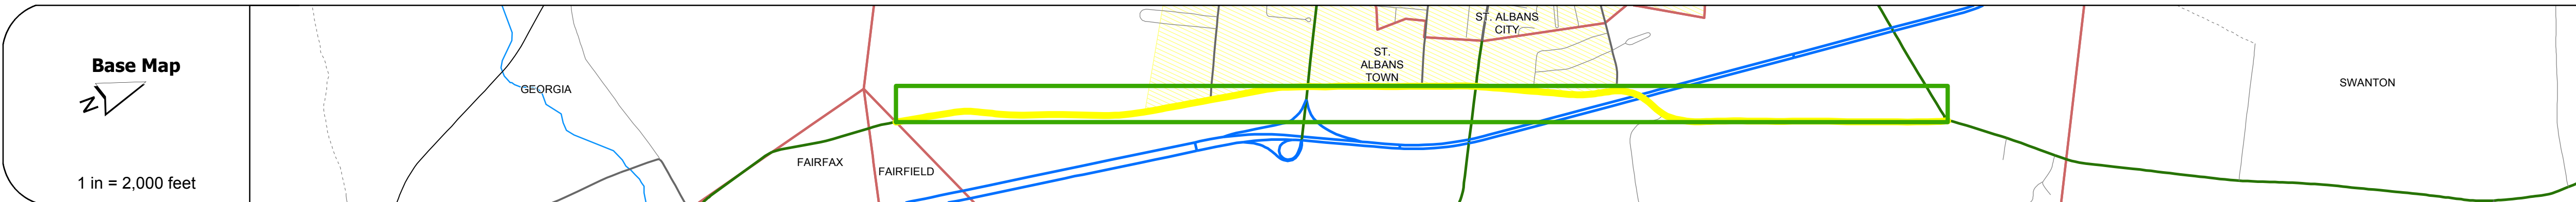 Base Map
N
1 in = 2,000 feet
GEORGIA
FAIRFAX
FAIRFIELD
ST.
ALBANS
TOWN
ST. ALBANS
CITY
SWANTON